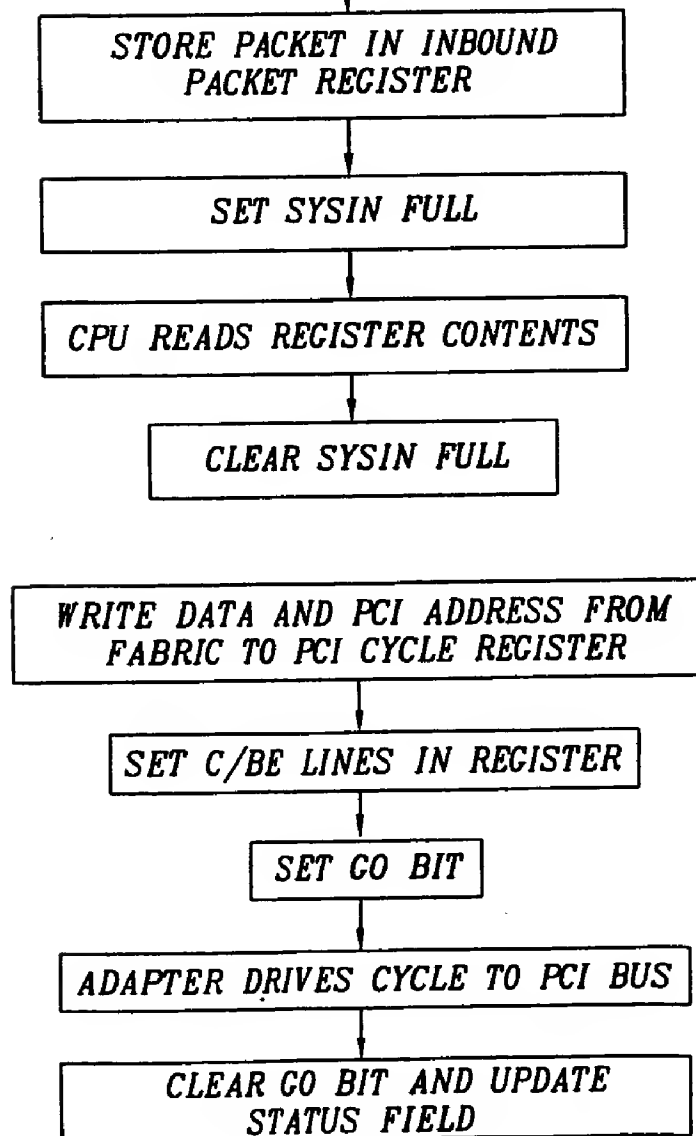 STORE PACKET IN INBOUND
PACKET REGISTER
SET SYSIN FULL
CPU READS REGISTER CONTENTS
CLEAR SYSIN FULL
WRITE DATA AND PCI ADDRESS FROM
FABRIC TO PCI CYCLE REGISTER
SET C/BE LINES IN REGISTER
SET GO BIT
ADAPTER DRIVES CYCLE TO PCI BUS
CLEAR GO BIT AND UPDATE
STATUS FIELD